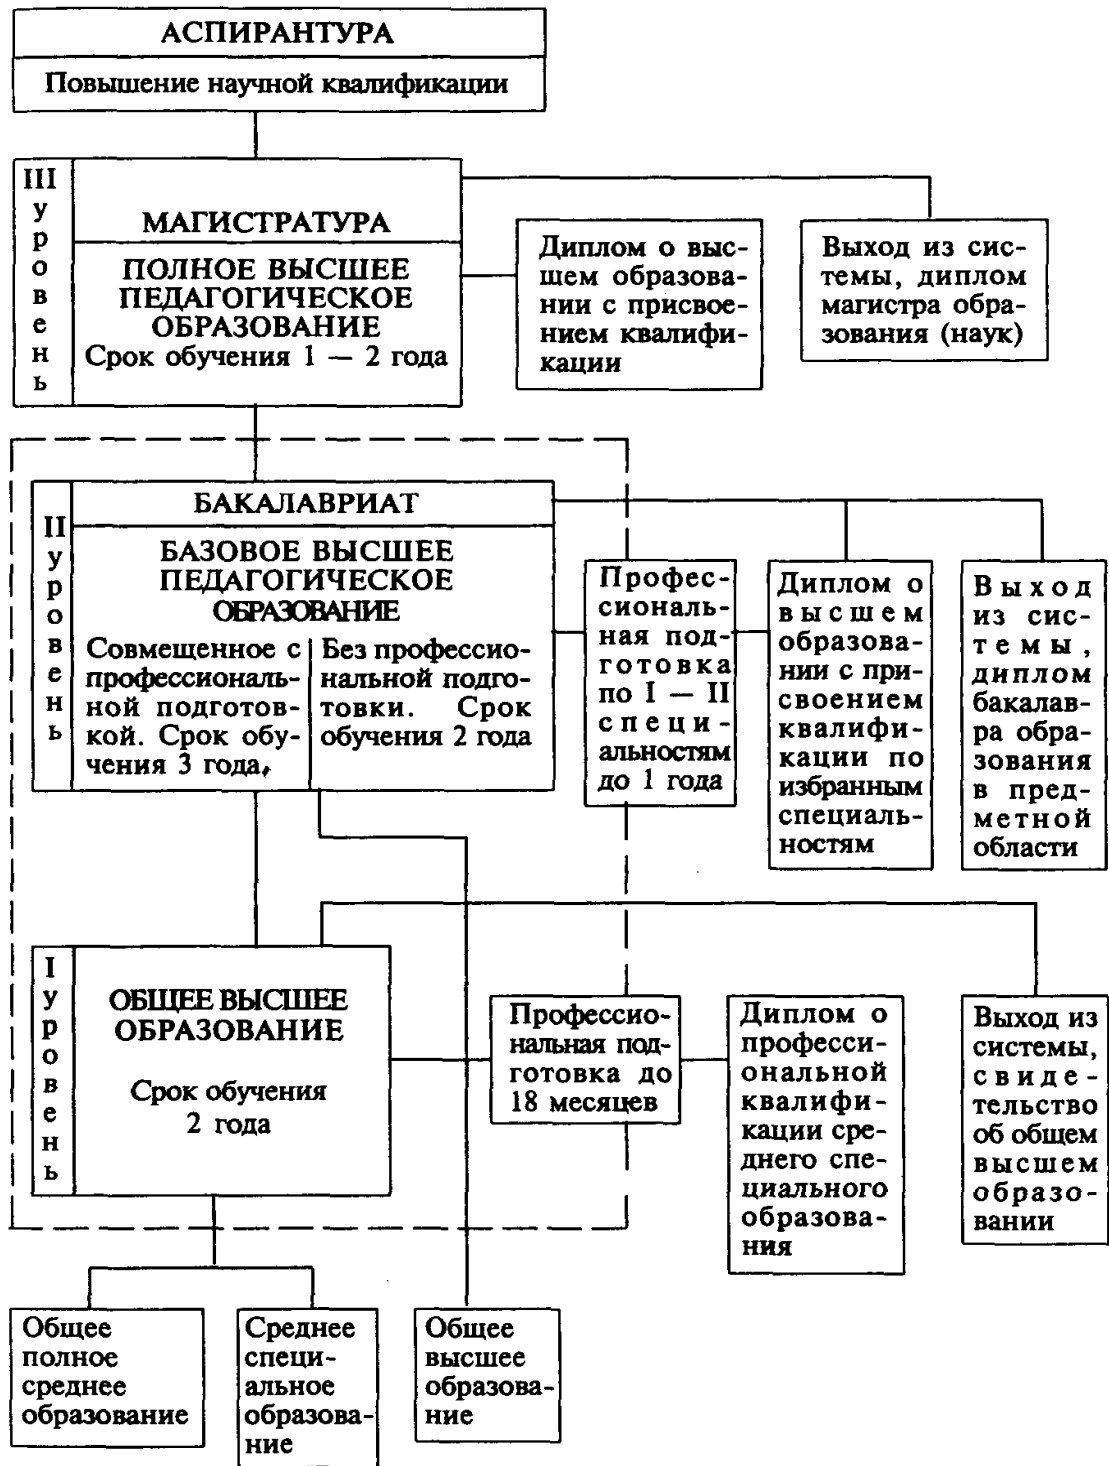 АСПИРАНТУРА
Повышение научной квалификации
III
у
р
о
в
е
н
ь
МАГИСТРАТУРА
ПОЛНОЕ ВЫСШЕЕ
ПЕДАГОГИЧЕСКОЕ
ОБРАЗОВАНИЕ
Срок обучения 1 — 2 года
Диплом о выс-
шем образова-
нии с присвое-
нием квалифи-
кации
Выход из сис-
темы, диплом
магистра обра-
зования (наук)
II
у
р
о
в
е
н
ь
БАКАЛАВРИАТ
БАЗОВОЕ ВЫСШЕЕ
ПЕДАГОГИЧЕСКОЕ
ОБРАЗОВАНИЕ
Совмещенное с
профессиональ-
ной подготов-
кой. Срок обу-
чения 3 года,
Без профессио-
нальной подго-
товки. Срок
обучения 2 года
Профес-
сиональ-
ная под-
готовка
по I — II
специ-
альностям
до 1 года
Диплом о
высшем
образова-
нии с при-
своением
квалифи-
кации по
избранным
специаль-
ностям
Выход
из сис-
темы,
диплом
бакалав-
ра обра-
зования
в пред-
метной
области
I
у
р
о
в
е
н
ь
ОБЩЕЕ ВЫСШЕЕ
ОБРАЗОВАНИЕ
Срок обучения
2 года
Профессио-
нальная под-
готовка до
18 месяцев
Диплом о
професси-
ональной
квалифи-
кации сре-
днего спе-
циального
образова-
ния
Выход из
системы,
свиде-
тельство
об общем
высшем
образо-
вании
Общее
полное
среднее
образование
Среднее
специ-
альное
образова-
ние
Общее
высшее
образова-
ние